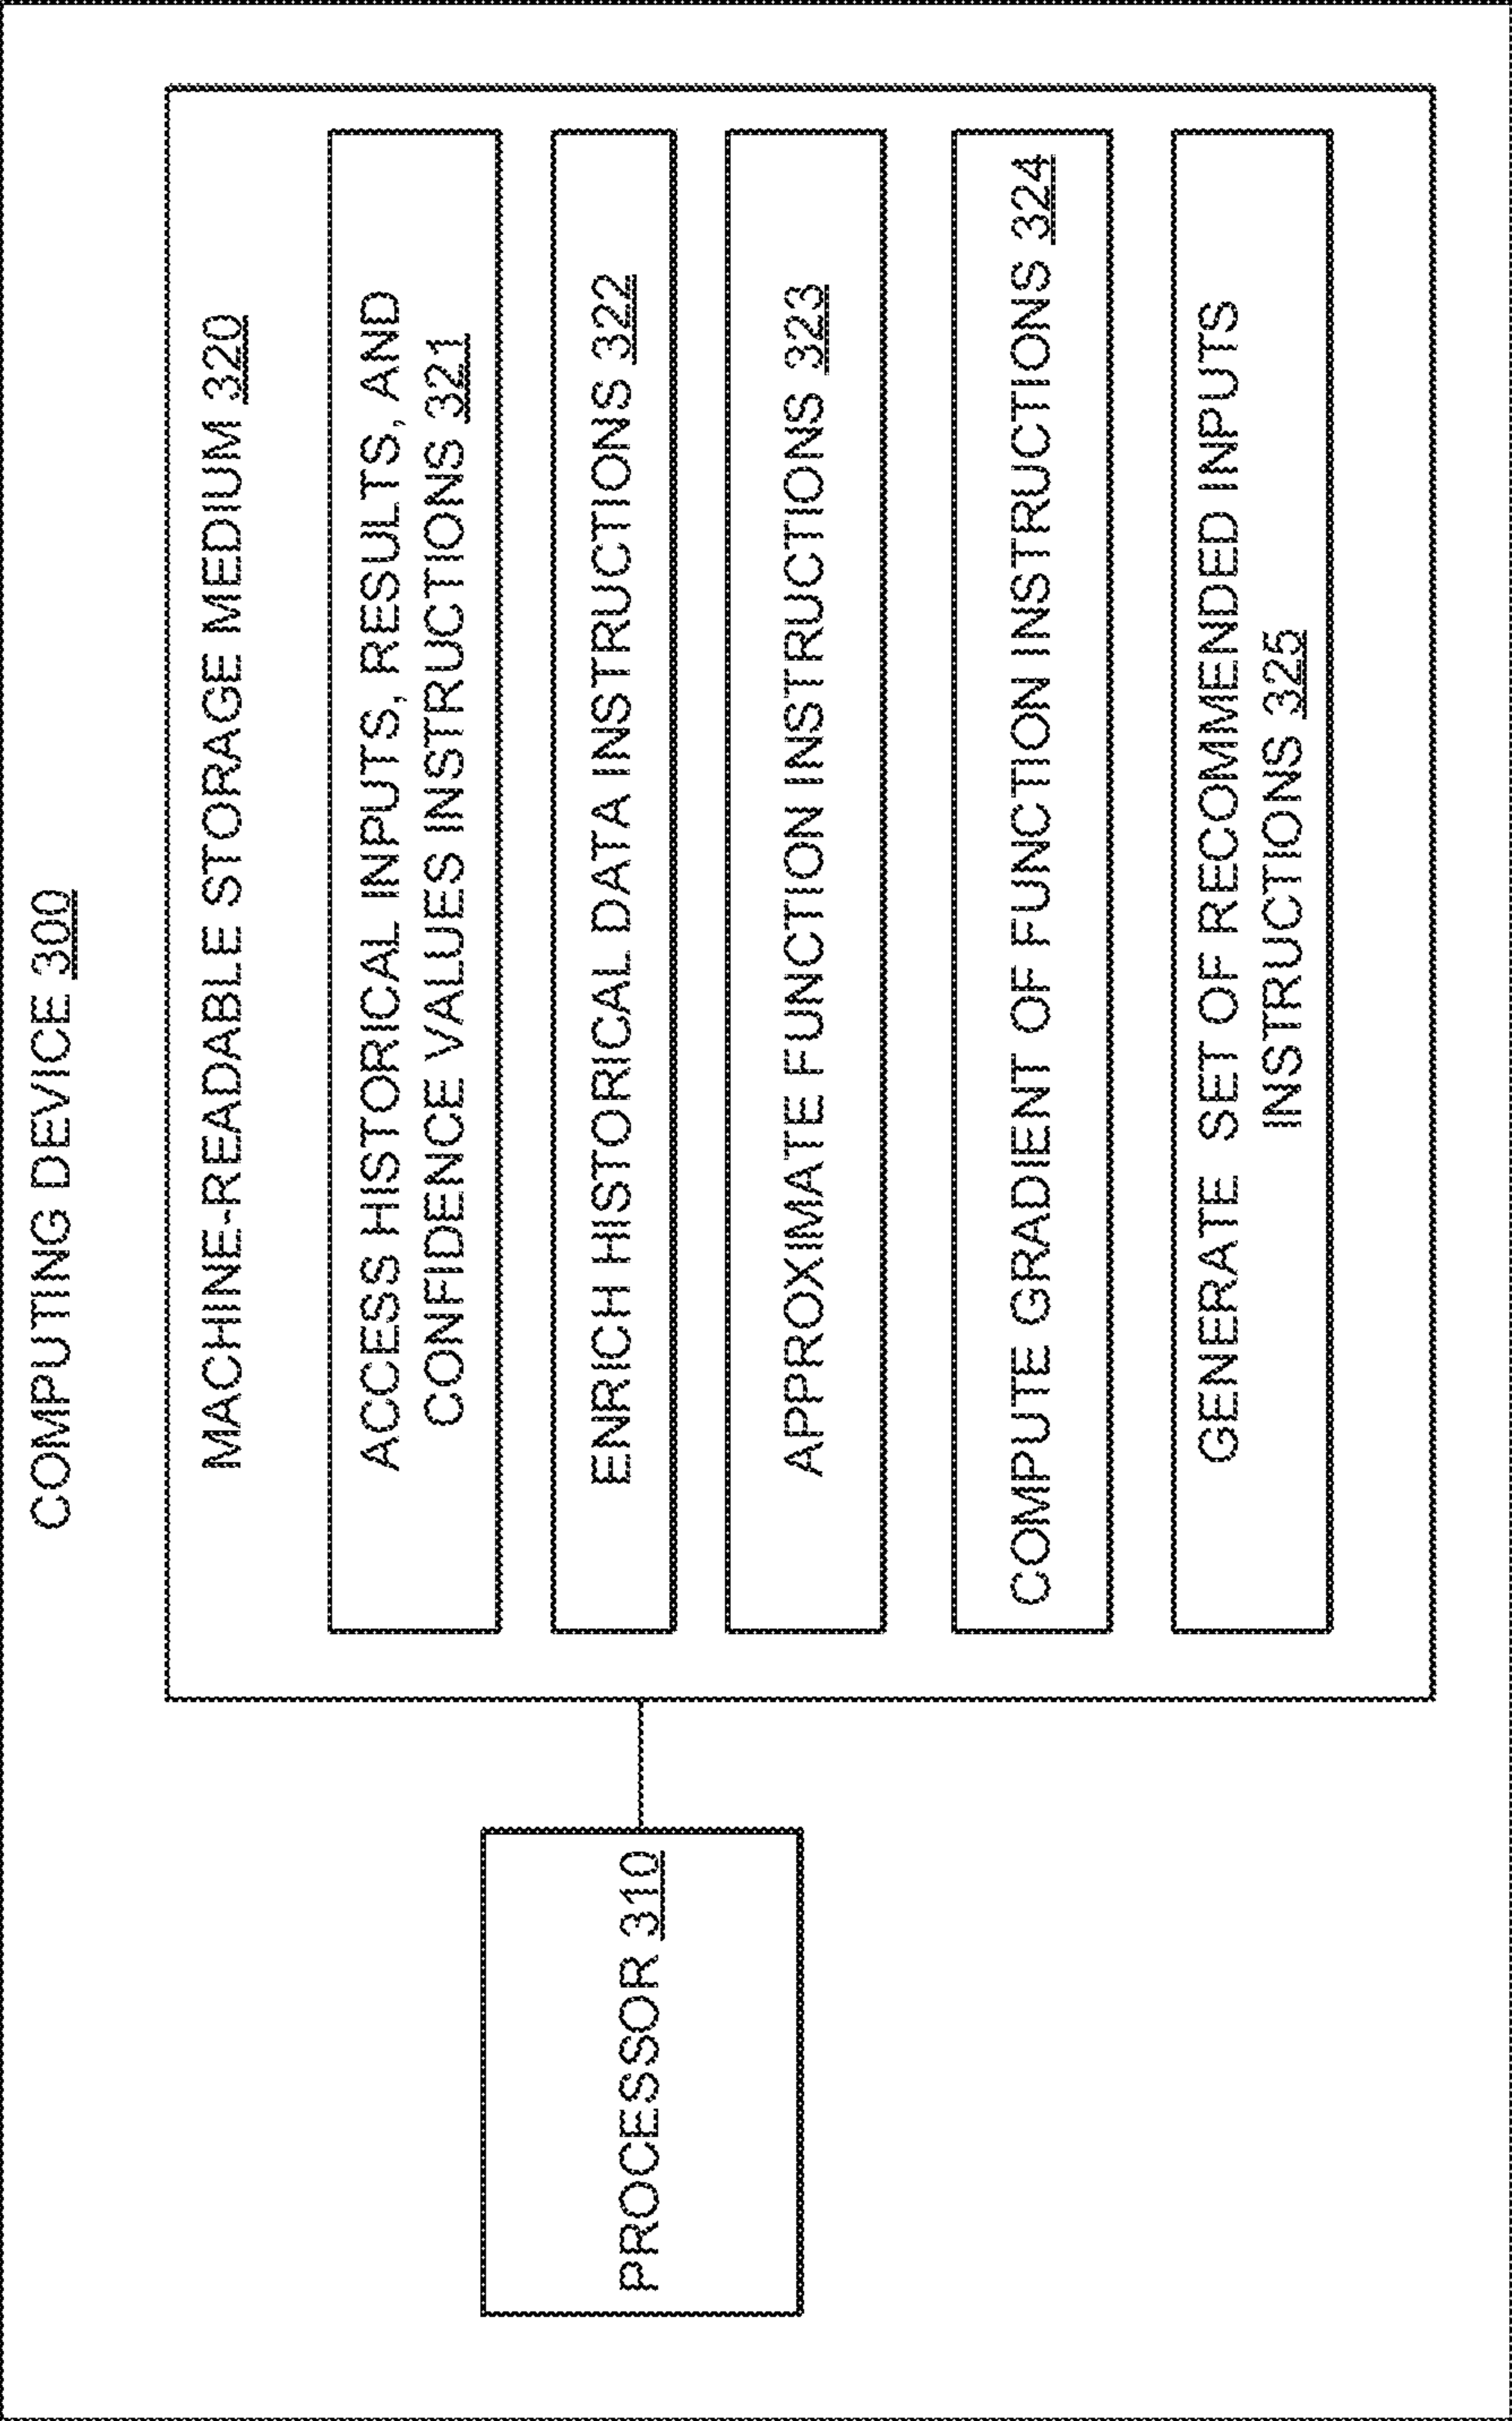 COMPUTING DEVICE 300
PROCESSOR 310
MACHINE-READABLE STORAGE MEDIUM 320
ACCESS HISTORICAL INPUTS, RESULTS, AND
CONFIDENCE VALUES INSTRUCTIONS 321
ENRICH HISTORICAL DATA INSTRUCTIONS 322
APPROXIMATE FUNCTION INSTRUCTIONS 323
COMPUTE GRADIENT OF FUNCTION INSTRUCTIONS 324
GENERATE SET OF RECOMMENDED INPUTS
INSTRUCTIONS 325